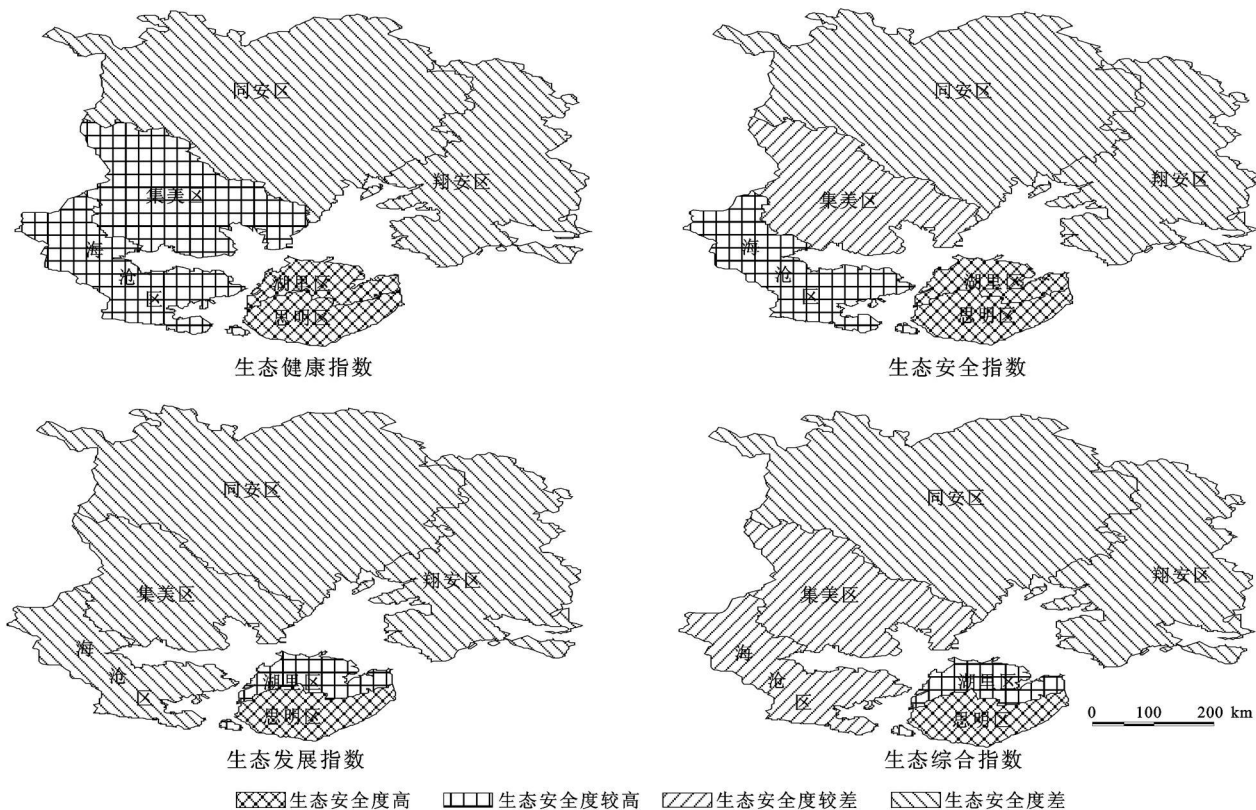 同安区
集美区
翔安区
海沧区
湖里区
思明区
生态健康指数
同安区
集美区
翔安区
海沧区
湖里区
思明区
生态安全指数
同安区
集美区
翔安区
海沧区
湖里区
思明区
生态发展指数
同安区
集美区
翔安区
海沧区
湖里区
思明区
0 100 200 km
生态综合指数
生态安全度高 生态安全度较高 生态安全度较差 生态安全度差